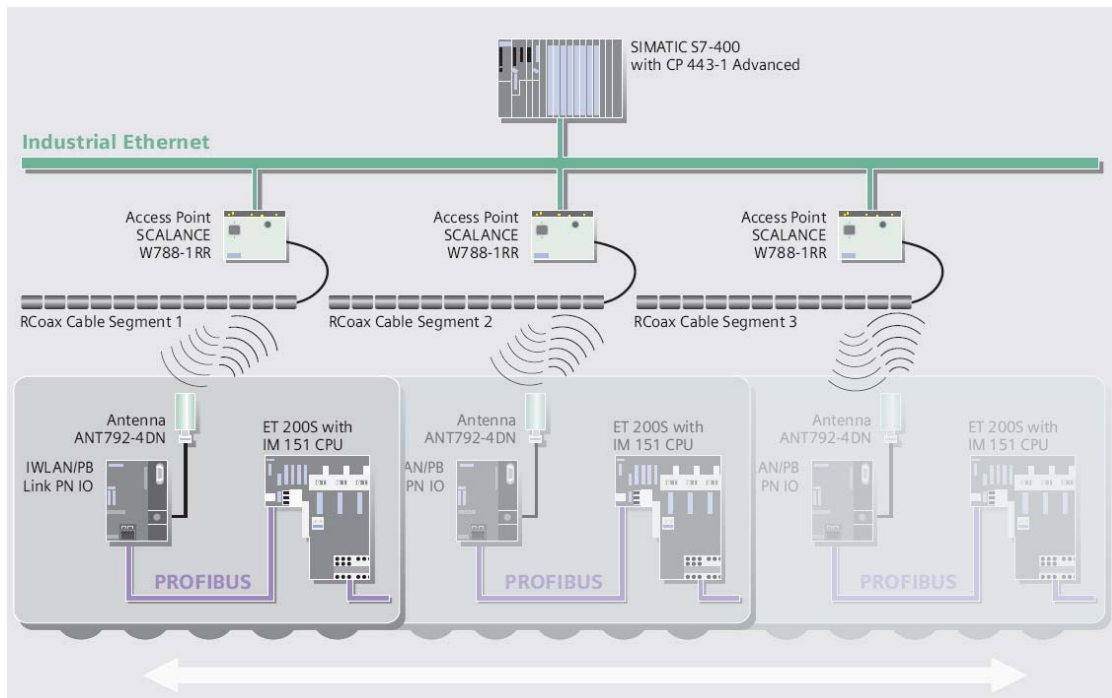 SIMATIC S7-400
with CP 443-1 Advanced
Industrial Ethernet
Access Point
SCALANCE
W788-1RR
Access Point
SCALANCE
W788-1RR
Access Point
SCALANCE
W788-1RR
RCoax Cable Segment 1
RCoax Cable Segment 2
RCoax Cable Segment 3
Antenna
ANT792-4DN
ET 200S with
IM 151 CPU
IWLAN/PB
Link PN IO
PROFIBUS
Antenna
ANT792-4DN
ET 200S with
IM 151 CPU
AN/PB
PN IO
PROFIBUS
Antenna
ANT792-4DN
ET 200S with
IM 151 CPU
AN/PB
PN IO
PROFIBUS